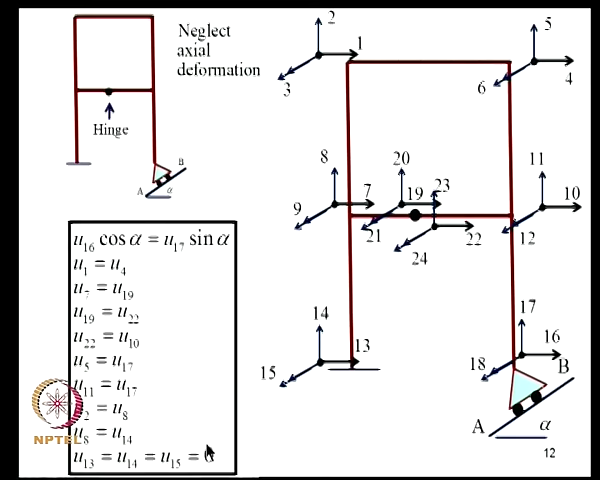 Neglect
axial
deformation
Hinge
A
B
α
u16 cos α = u17 sin α
u1 = u4
u7 = u19
u19 = u22
u22 = u10
u5 = u17
u11 = u17
u2 = u8
u8 = u14
u13 = u14 = u15 = 0
NPTEL
2
1
3
5
4
6
8
7
9
20
19
21
23
22
24
11
10
12
14
13
15
17
16
18
B
A
α
12